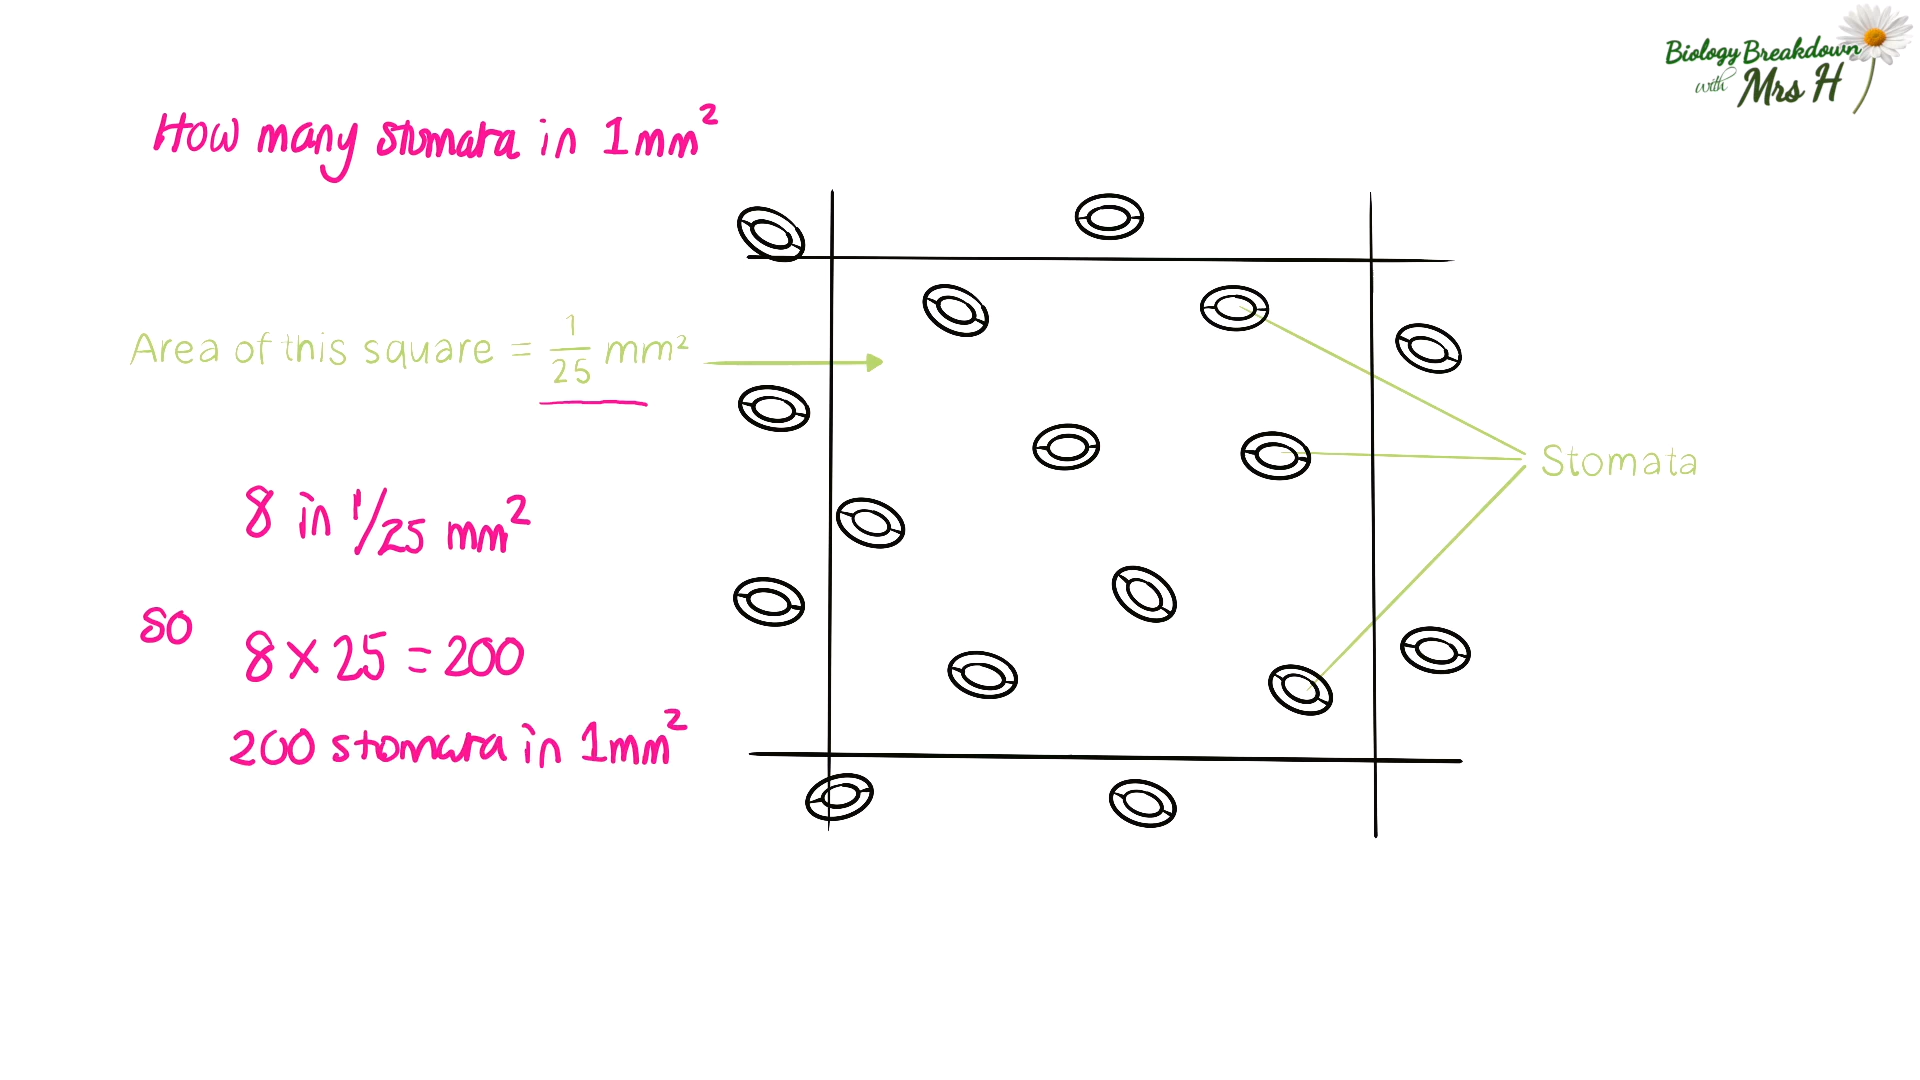 Biology Breakdown
with Mrs H
How many stomata in 1mm²
Area of this square = 1/25 mm²
Stomata
8 in 1/25 mm²
so
8 × 25 = 200
200 stomata in 1mm²